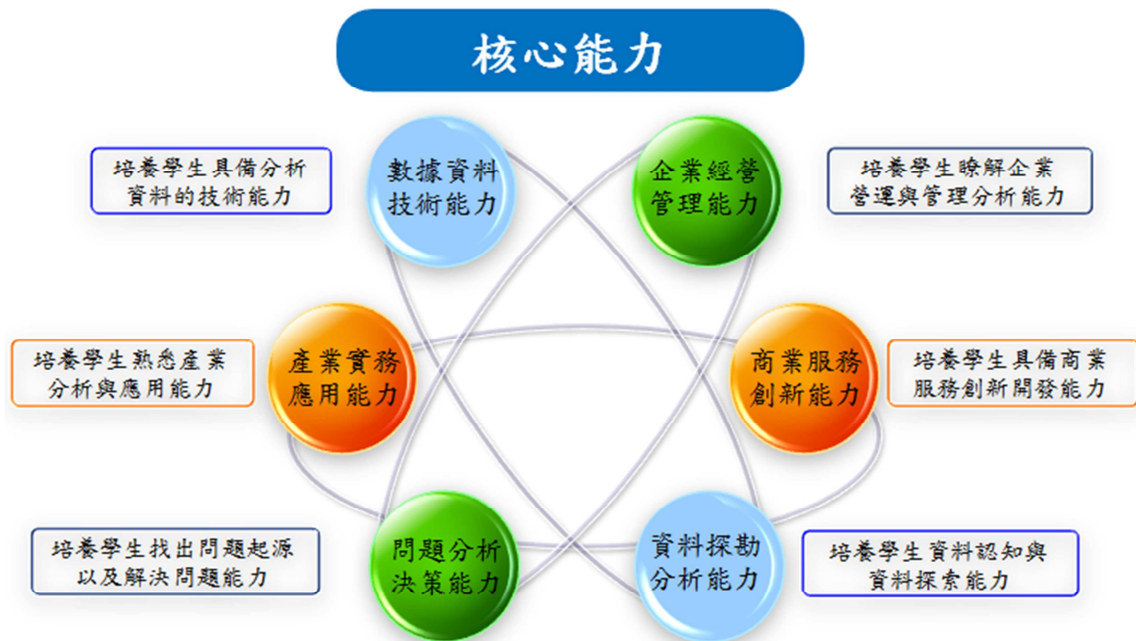 核心能力
培養學生具備分析
資料的技術能力
數據資料
技術能力
企業經營
管理能力
培養學生瞭解企業
營運與管理分析能力
培養學生熟悉產業
分析與應用能力
產業實務
應用能力
商業服務
創新能力
培養學生具備商業
服務創新開發能力
培養學生找出問題起源
以及解決問題能力
問題分析
決策能力
資料探勘
分析能力
培養學生資料認知與
資料探索能力